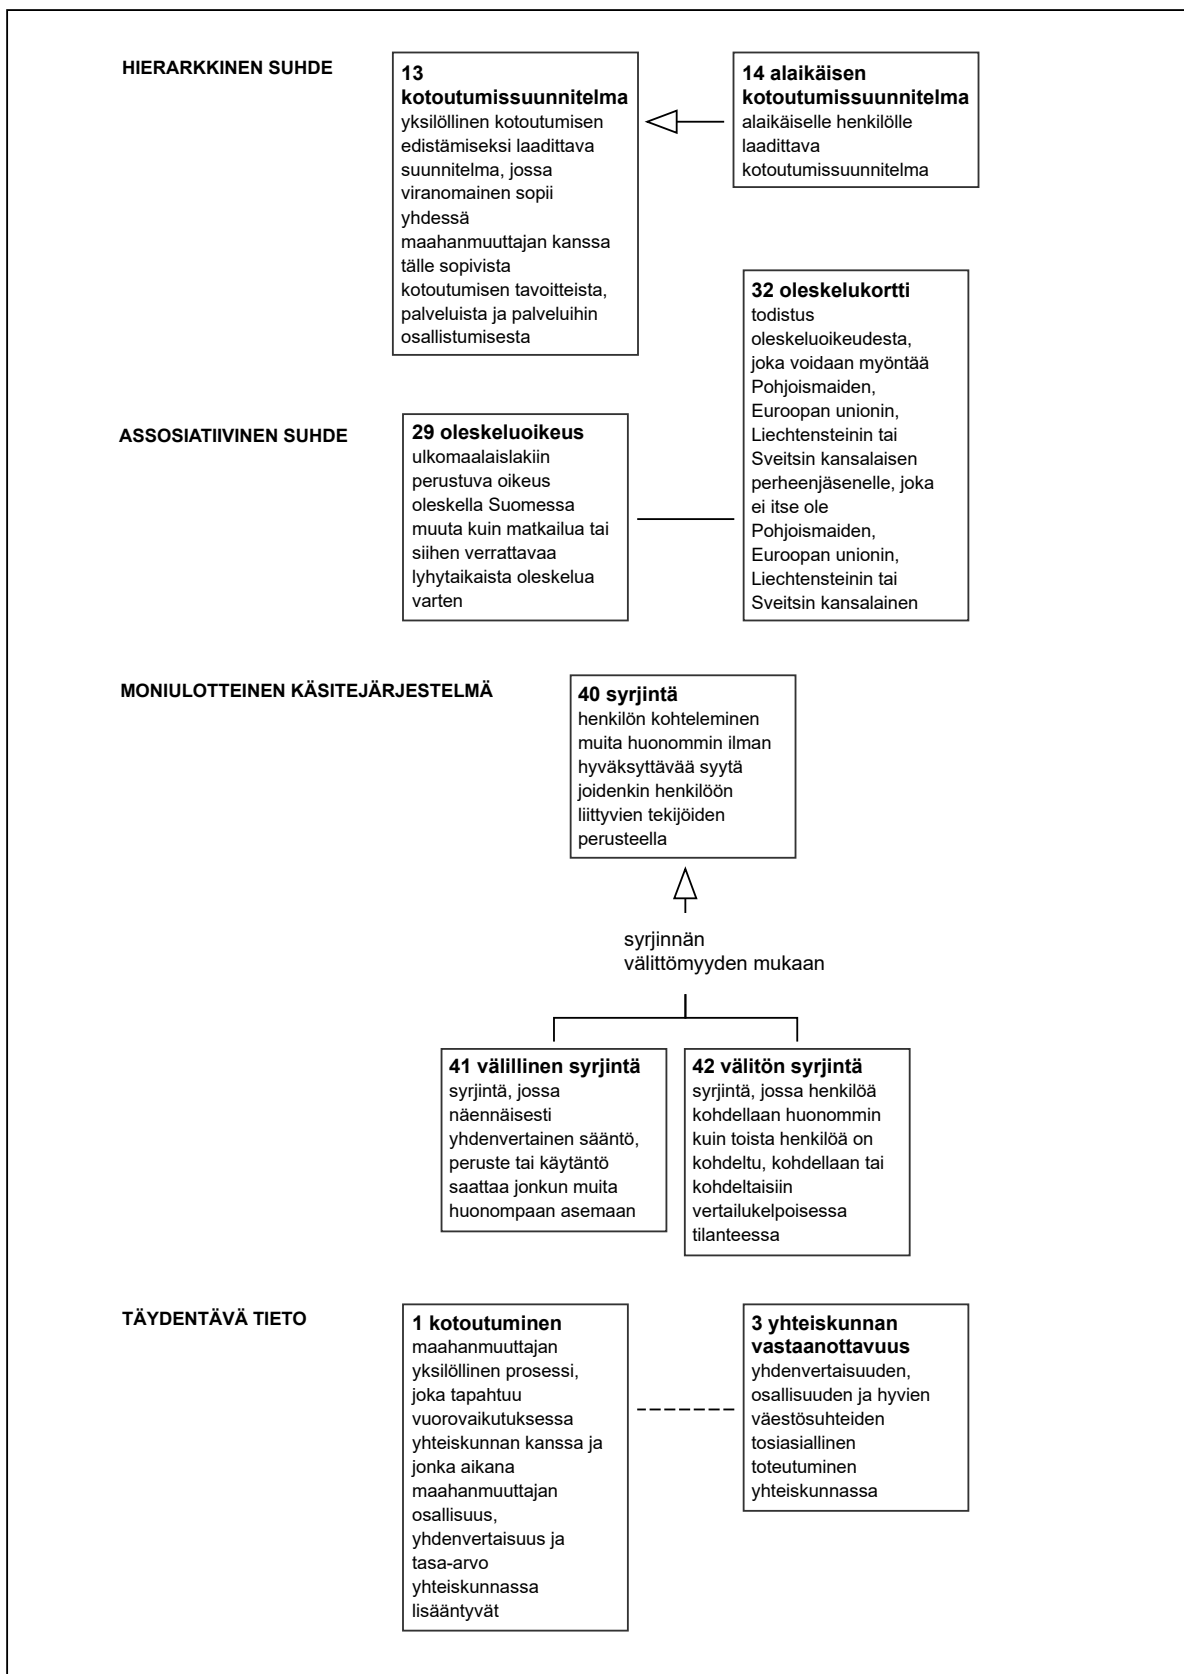 HIERARKKINEN SUHDE
13
kotoutumissuunnitelma
yksilöllinen kotoutumisen
edistämiseksi laadittava
suunnitelma, jossa
viranomainen sopii
yhdessä
maahanmuuttajan kanssa
tälle sopivista
kotoutumisen tavoitteista,
palveluista ja palveluihin
osallistumisesta
14 alaikäisen
kotoutumissuunnitelma
alaikäiselle henkilölle
laadittava
kotoutumissuunnitelma
ASSOSIATIIVINEN SUHDE
29 oleskeluoikeus
ulkomaalaislakiin
perustuva oikeus
oleskella Suomessa
muuta kuin matkailua tai
siihen verrattavaa
lyhytaikaista oleskelua
varten
32 oleskelukortti
todistus
oleskeluoikeudesta,
joka voidaan myöntää
Pohjoismaiden,
Euroopan unionin,
Liechtensteinin tai
Sveitsin kansalaisen
perheenjäsenelle, joka
ei itse ole
Pohjoismaiden,
Euroopan unionin,
Liechtensteinin tai
Sveitsin kansalainen
MONIULOTTEINEN KÄSITEJÄRJESTELMÄ
40 syrjintä
henkilön kohteleminen
muita huonommin ilman
hyväksyttävää syytä
joidenkin henkilöön
liittyvien tekijöiden
perusteella
syrjinnän
välittömyyden mukaan
41 välillinen syrjintä
syrjintä, jossa
näennäisesti
yhdenvertainen sääntö,
peruste tai käytäntö
saattaa jonkun muita
huonompaan asemaan
42 välitön syrjintä
syrjintä, jossa henkilöä
kohdellaan huonommin
kuin toista henkilöä on
kohdeltu, kohdellaan tai
kohdeltaisiin
vertailukelpoisessa
tilanteessa
TÄYDENTÄVÄ TIETO
1 kotoutuminen
maahanmuuttajan
yksilöllinen prosessi,
joka tapahtuu
vuorovaikutuksessa
yhteiskunnan kanssa ja
jonka aikana
maahanmuuttajan
osallisuus,
yhdenvertaisuus ja
tasa-arvo
yhteiskunnassa
lisääntyvät
3 yhteiskunnan
vastaanottavuus
yhdenvertaisuuden,
osallisuuden ja hyvien
väestösuhteiden
tosiasiallinen
toteutuminen
yhteiskunnassa